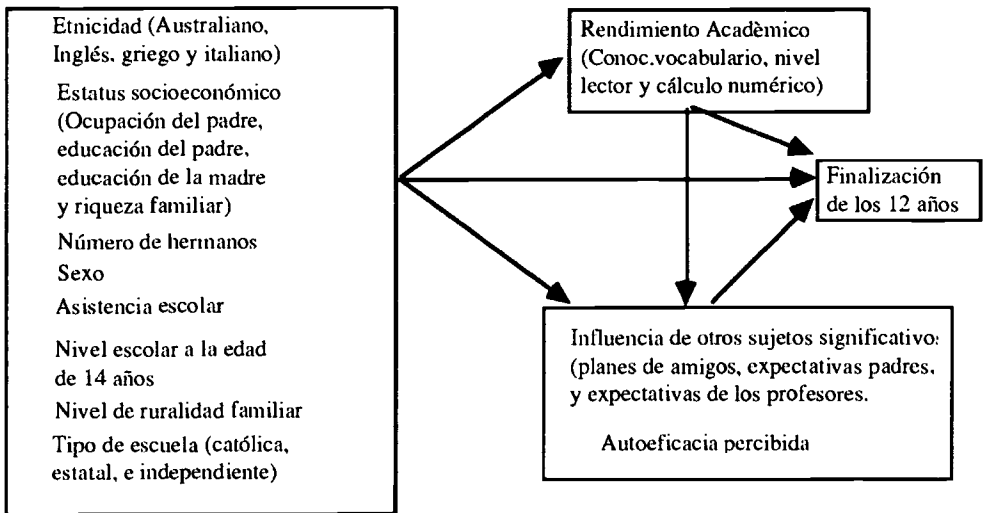 Etnicidad (Australiano,
Inglés, griego y italiano)
Estatus socioeconómico
(Ocupación del padre,
educación del padre,
educación de la madre
y riqueza familiar)
Número de hermanos
Sexo
Asistencia escolar
Nivel escolar a la edad
de 14 años
Nivel de ruralidad familiar
Tipo de escuela (católica,
estatal, e independiente)
Rendimiento Acadèmico
(Conoc.vocabulario, nivel
lector y cálculo numérico)
Finalización
de los 12 años
Influencia de otros sujetos significativo:
(planes de amigos, expectativas padres,
y expectativas de los profesores.
Autoeficacia percibida